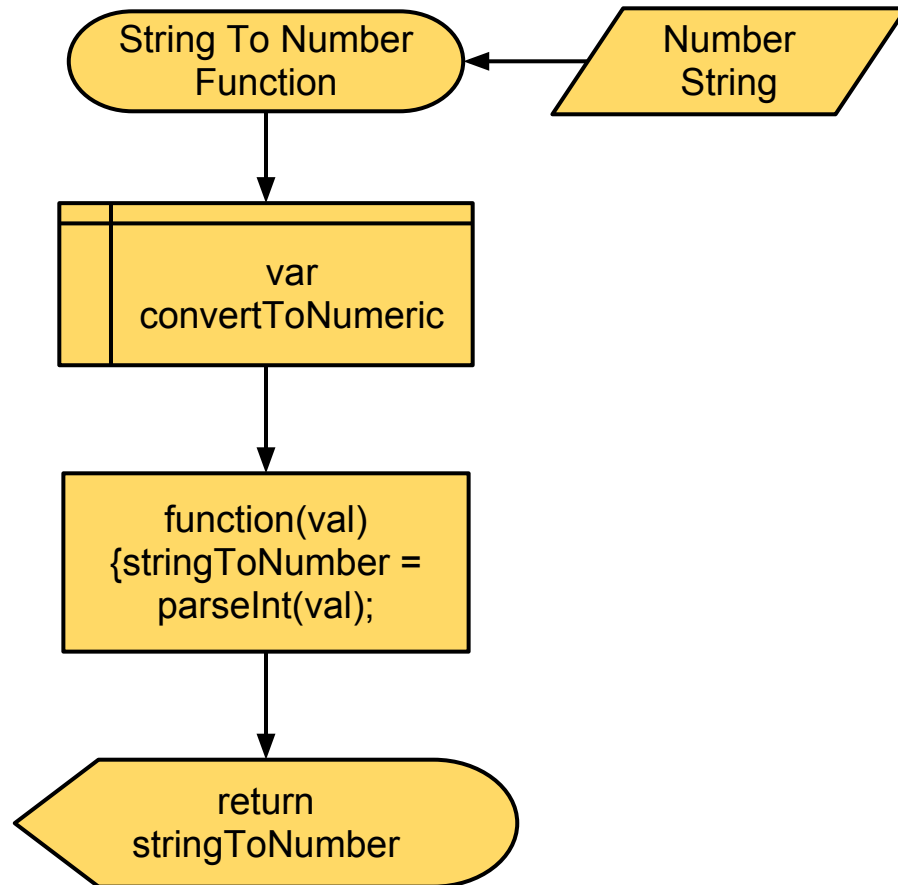 String To Number
Function
Number
String
var
convertToNumeric
function(val)
{stringToNumber =
parseInt(val);
return
stringToNumber